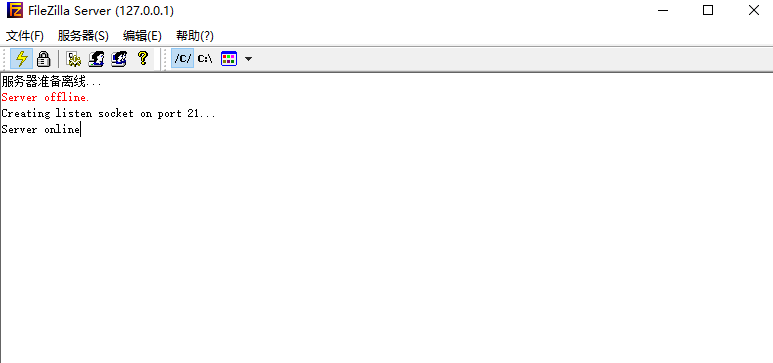 FileZilla Server (127.0.0.1)
文件(F) 服务器(S) 编辑(E) 帮助(?)
/C/ C:\
服务器准备离线...
Server offline.
Creating listen socket on port 21...
Server online